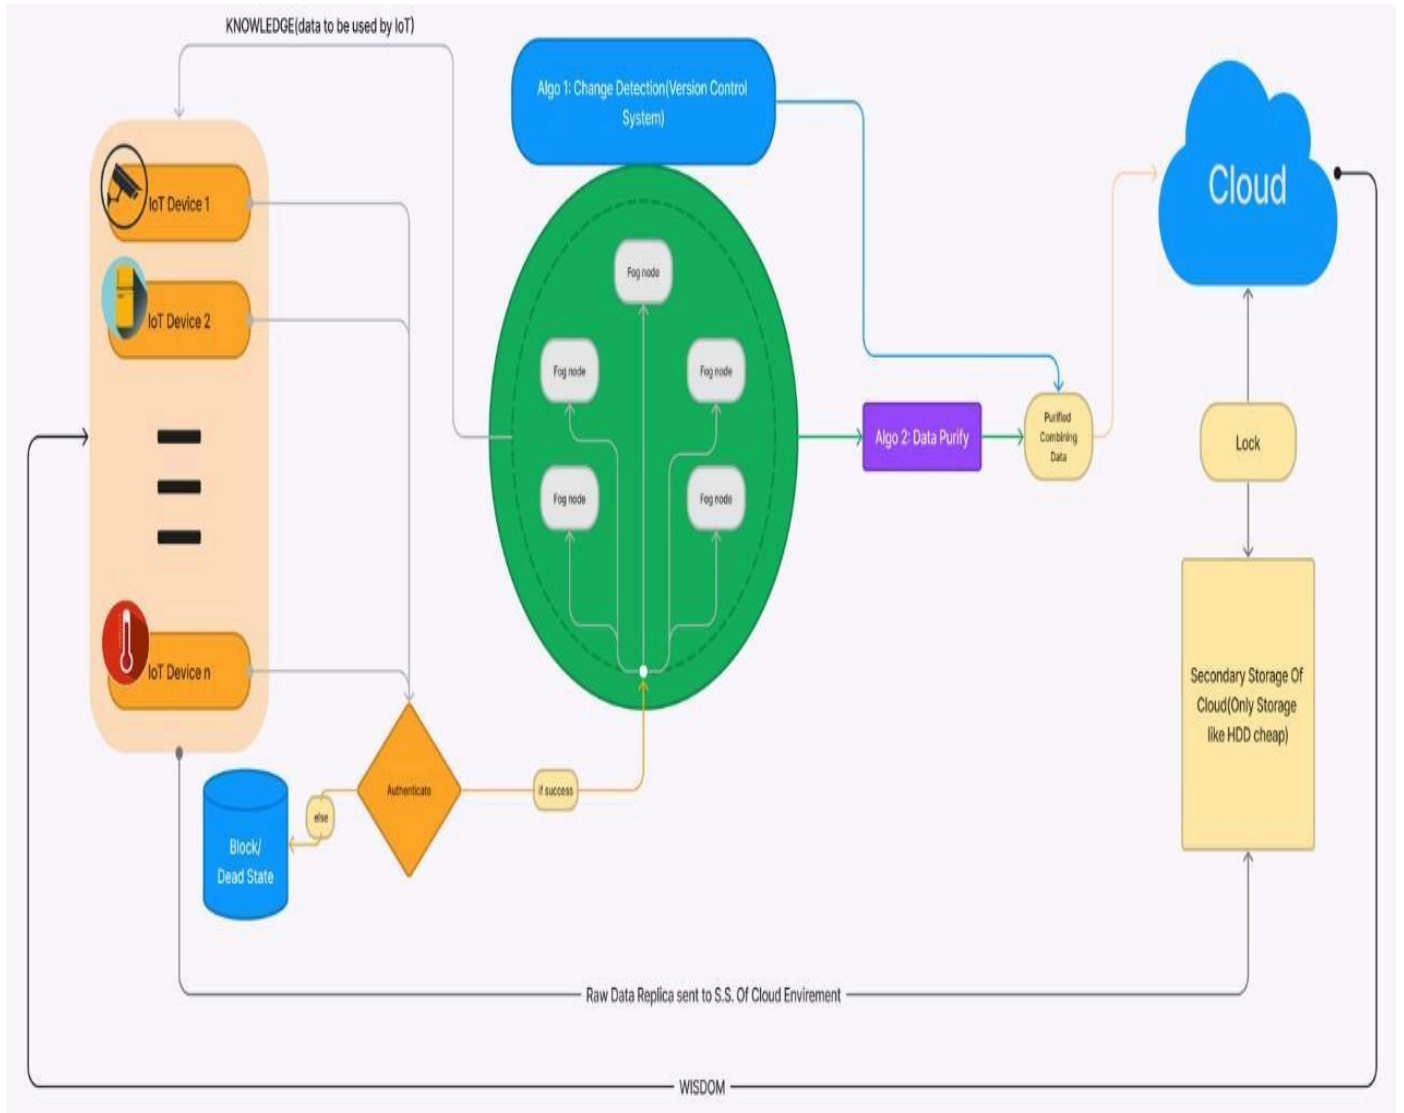 KNOWLEDGE(data to be used by IoT)
Algo 1: Change Detection(Version Control
System)
Cloud
IoT Device 1
IoT Device 2
Fog node
Fog node
Fog node
Fog node
Fog node
Algo 2: Data Purify
Purified
Combining
Data
Lock
IoT Device n
Secondary Storage Of
Cloud(Only Storage
like HDD cheap)
Authenticate
if success
else
Block/
Dead State
Raw Data Replica sent to S.S. Of Cloud Envirement
WISDOM